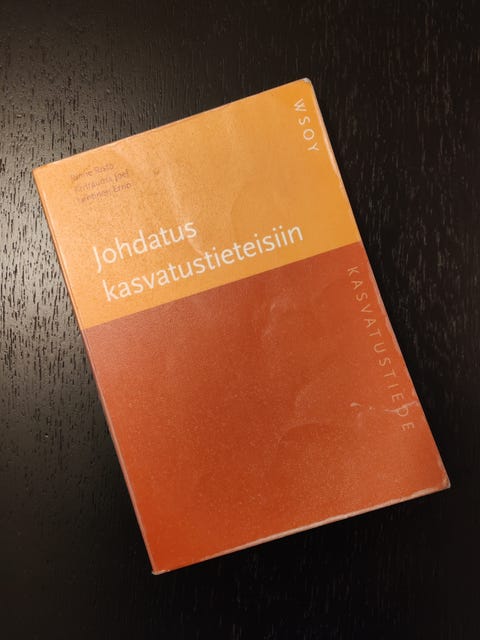 WSOY
Rinne Risto
Kivirauma Joel
Lehtinen Erno
Johdatus
kasvatustieteisiin
KASVATUSTIEDE